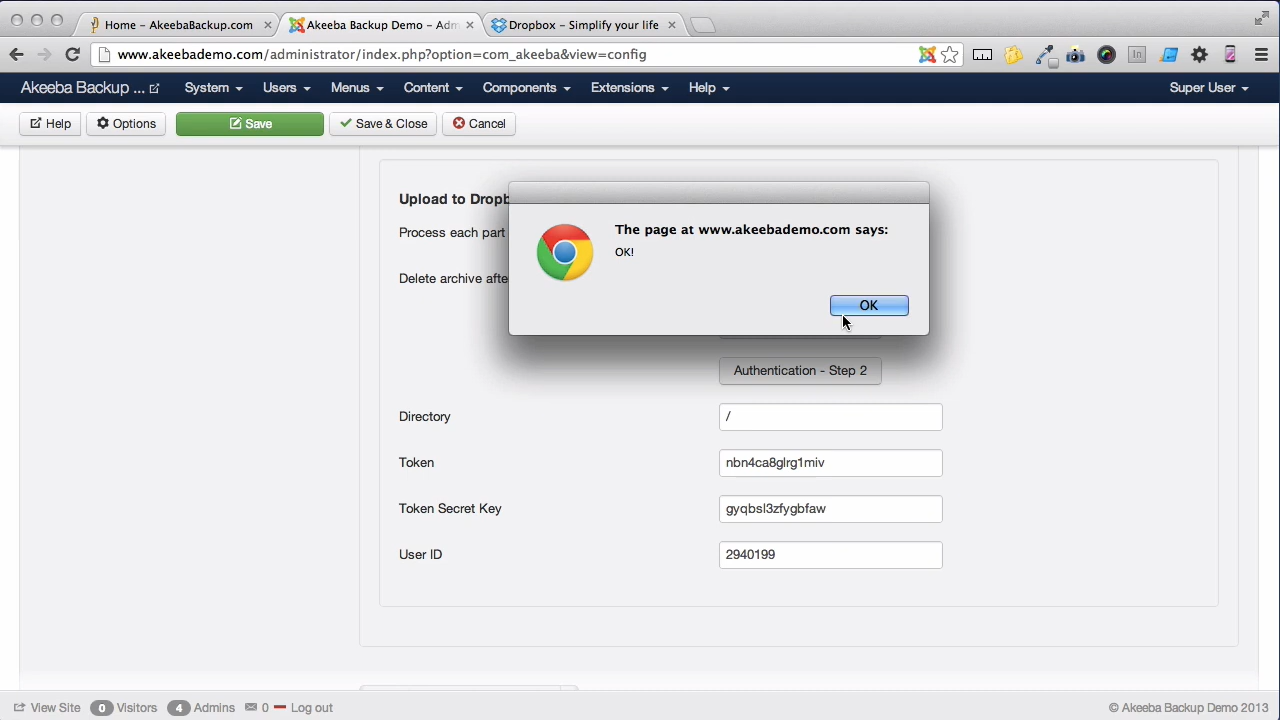 Home – AkeebaBackup.com
Akeeba Backup Demo – Adm
Dropbox – Simplify your life
www.akeebademo.com/administrator/index.php?option=com_akeeba&view=config
Akeeba Backup ...
System
Users
Menus
Content
Components
Extensions
Help
Super User
Help
Options
Save
Save & Close
Cancel
Upload to Dropb
The page at www.akeebademo.com says:
OK!
OK
Process each part
Delete archive afte
Authentication - Step 2
Directory
/
Token
nbn4ca8glrg1miv
Token Secret Key
gyqbsl3zfygbfaw
User ID
2940199
View Site
0 Visitors
4 Admins
0
Log out
© Akeeba Backup Demo 2013